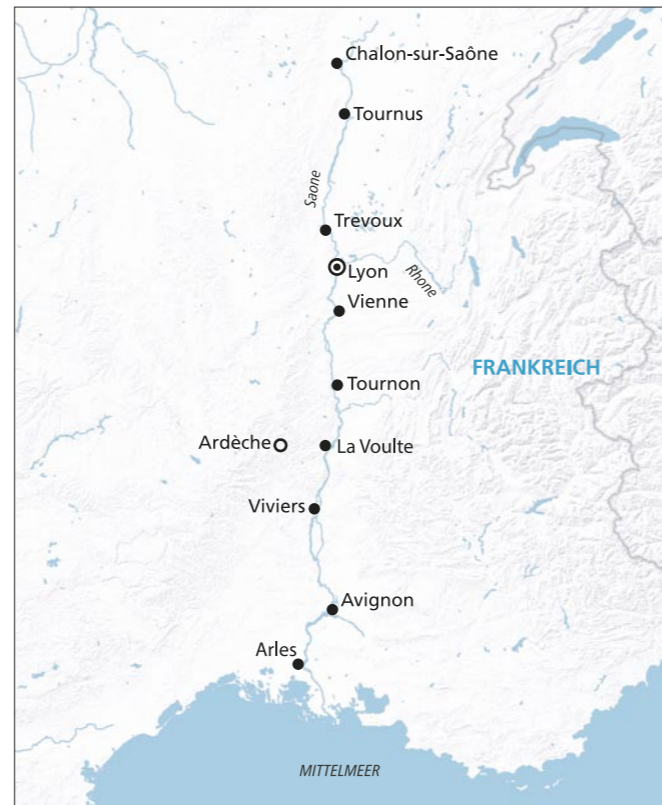 Chalon-sur-Saône
Tournus
Saone
Trevoux
Lyon
Rhone
Vienne
FRANKREICH
Tournon
Ardèche
La Voulte
Viviers
Avignon
Arles
MITTELMEER